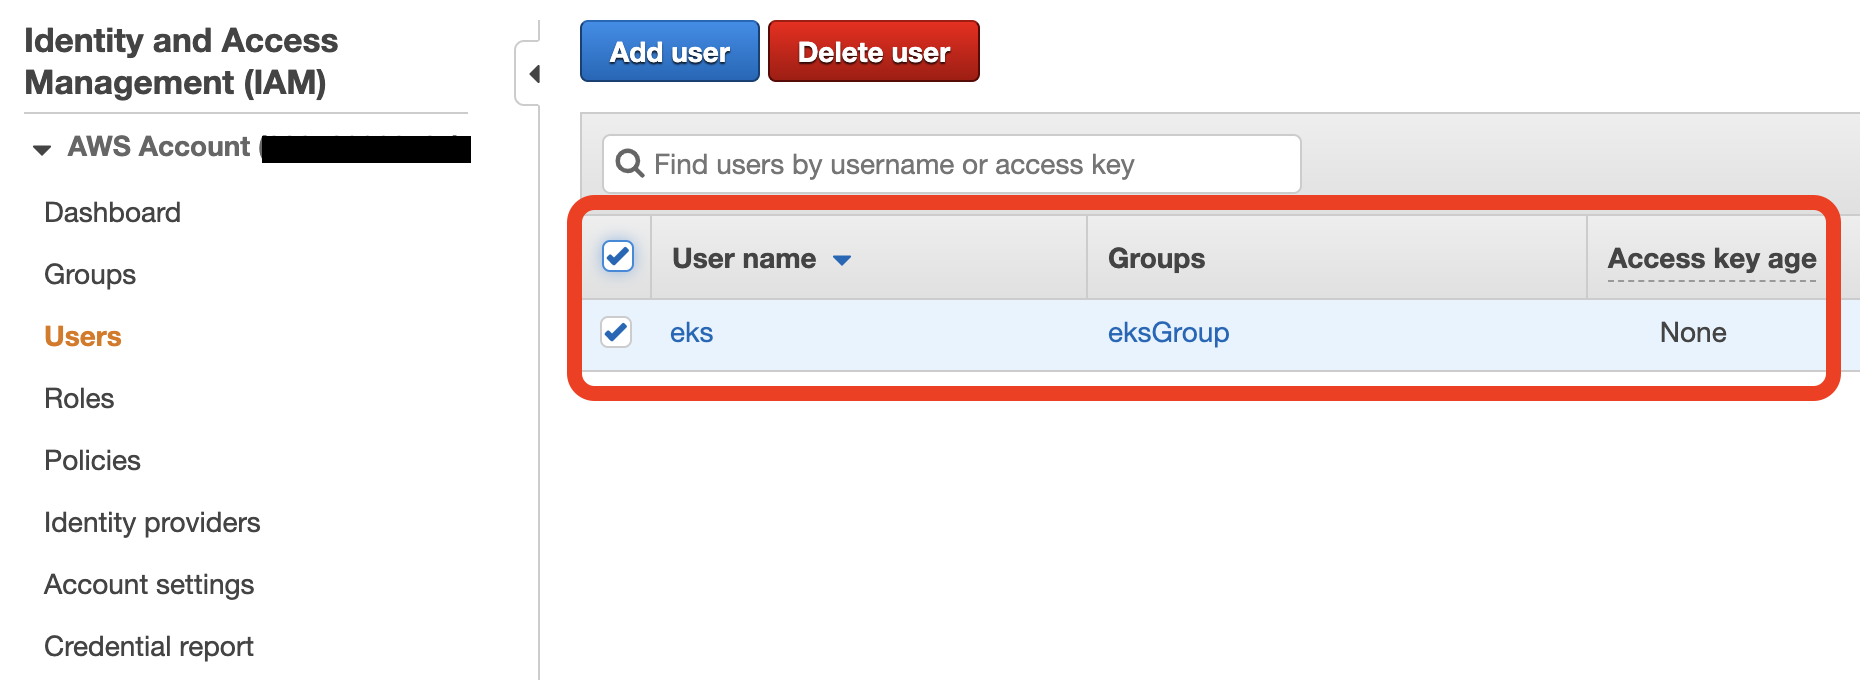 Identity and Access
Management (IAM)
AWS Account (
Dashboard
Groups
Users
Roles
Policies
Identity providers
Account settings
Credential report
Add user Delete user
Find users by username or access key
User name Groups Access key age
eks eksGroup None